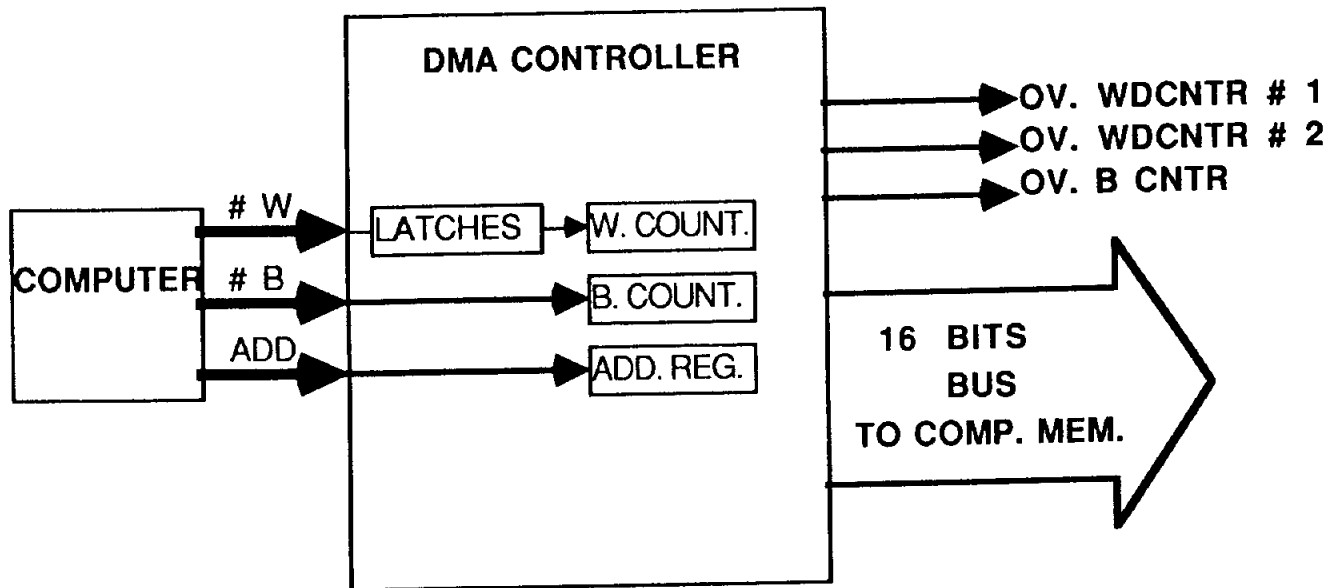 DMA CONTROLLER
OV. WDCNTR # 1
OV. WDCNTR # 2
OV. B CNTR
# W
LATCHES
W. COUNT.
COMPUTER
# B
B. COUNT.
ADD
ADD. REG.
16 BITS
BUS
TO COMP. MEM.